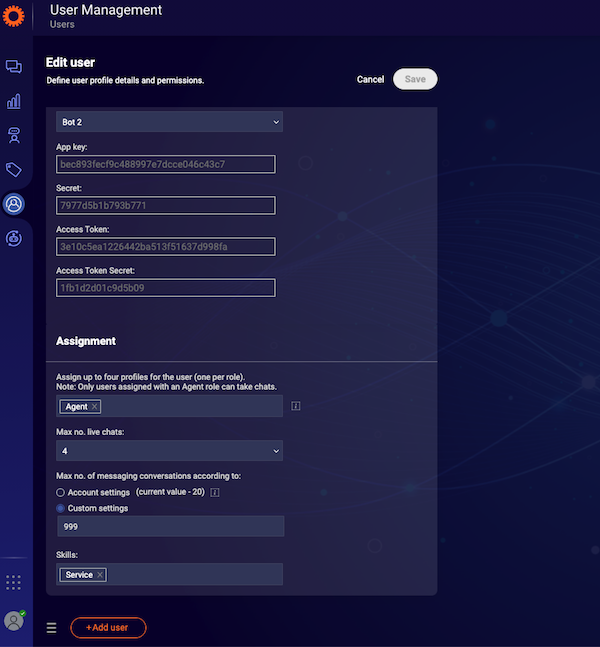 User Management
Users
Edit user
Define user profile details and permissions.
Cancel
Save
Bot 2
App key:
bec893fecf9c488997e7dcce046c43c7
Secret:
7977d5b1b793b771
Access Token:
3e10c5ea1226442ba513f51637d998fa
Access Token Secret:
1fb1d2d01c9d5b09
Assignment
Assign up to four profiles for the user (one per role).
Note: Only users assigned with an Agent role can take chats.
Agent
Max no. live chats:
4
Max no. of messaging conversations according to:
Account settings (current value - 20)
Custom settings
999
Skills:
Service
+Add user